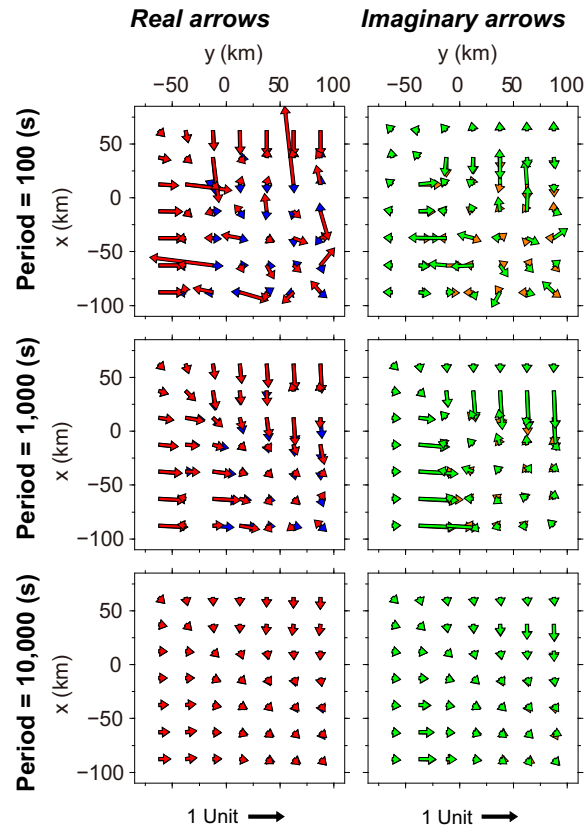 Real arrows Imaginary arrows
y (km) y (km)
−50 0 50 100 −50 0 50 100
Period = 100 (s)
x (km)
50
0
−50
−100
Period = 1,000 (s)
x (km)
50
0
−50
−100
Period = 10,000 (s)
x (km)
50
0
−50
−100
1 Unit 1 Unit